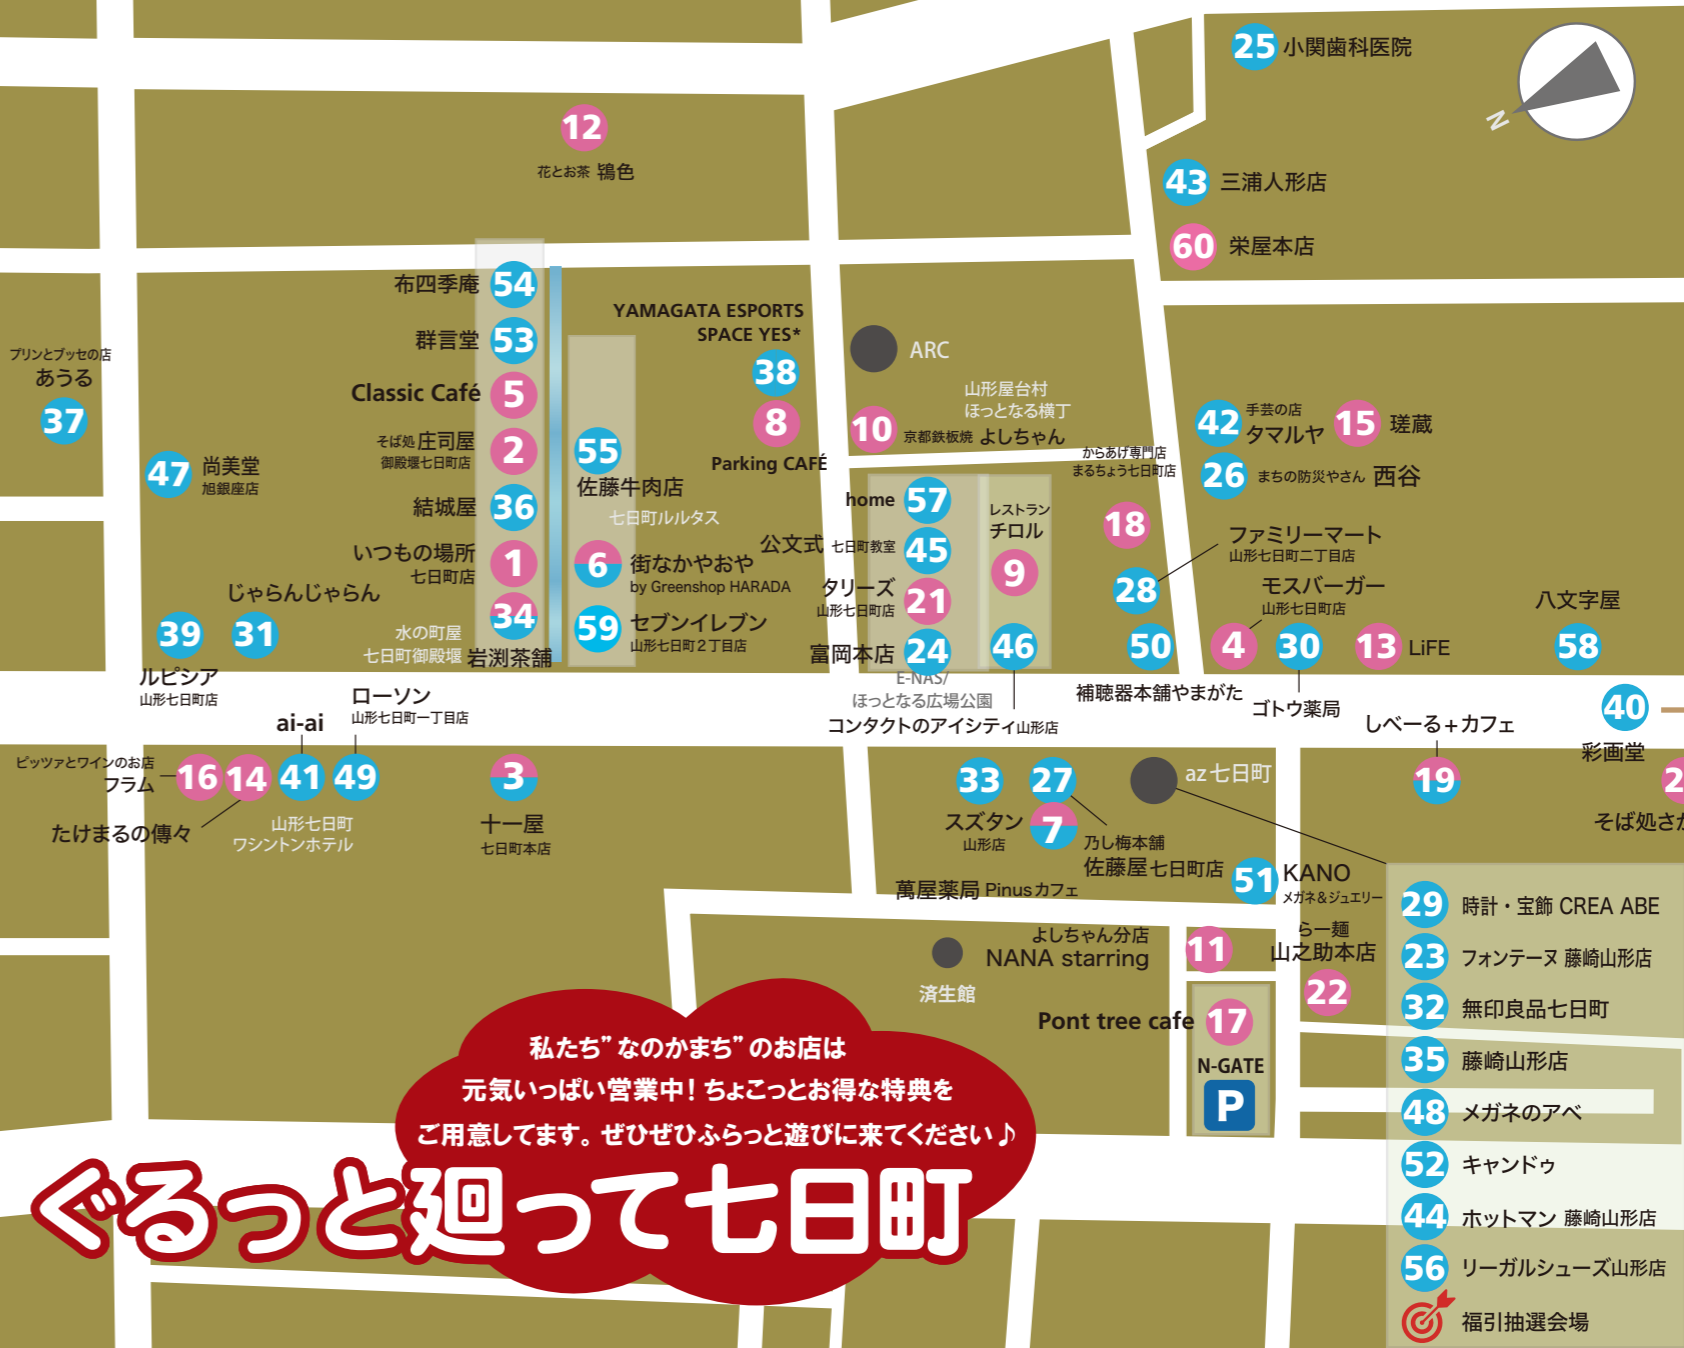 25 小関歯科医院
N
12
花とお茶 鴇色
43 三浦人形店
60 栄屋本店
布四季庵 54
群言堂 53
Classic Café 5
そば処 庄司屋
御殿堰七日町店
2
結城屋 36
いつもの場所
七日町店
1
34
岩渕茶舗
水の町屋
七日町御殿堰
プリンとブッセの店
あうる
37
47 尚美堂
旭銀座店
じゃらんじゃらん
39 31
ルピシア
山形七日町店
YAMAGATA ESPORTS
SPACE YES*
38
8
Parking CAFÉ
55
佐藤牛肉店
七日町ルルタス
6 街なかやおや
by Greenshop HARADA
59 セブンイレブン
山形七日町2丁目店
ARC
山形屋台村
ほっとなる横丁
10 京都鉄板焼 よしちゃん
home 57
公文式 七日町教室 45
タリーズ
山形七日町店
21
富岡本店 24
E-NAS/
ほっとなる広場公園
レストラン
チロル
9
46
コンタクトのアイシティ山形店
からあげ専門店
まるちょう七日町店
18
28
ファミリーマート
山形七日町二丁目店
50
補聴器本舗やまがた
42 手芸の店
タマルヤ
15 瑳蔵
26 まちの防災やさん 西谷
モスバーガー
山形七日町店
4
30
ゴトウ薬局
13 LiFE
八文字屋
58
40
彩画堂
しべーる+カフェ
19
2
そば処さか
ローソン
山形七日町一丁目店
ai-ai
ピッツァとワインのお店
フラム
16 14 41 49
たけまるの傳々
山形七日町
ワシントンホテル
3
十一屋
七日町本店
33 27
スズタン
山形店
7
乃し梅本舗
佐藤屋七日町店
萬屋薬局 Pinusカフェ
az七日町
51 KANO
メガネ&ジュエリー
済生館
よしちゃん分店
NANA starring
11
らー麺
山之助本店
22
Pont tree cafe 17
N-GATE
P
29 時計・宝飾 CREA ABE
23 フォンテーヌ 藤崎山形店
32 無印良品七日町
35 藤崎山形店
48 メガネのアベ
52 キャンドゥ
44 ホットマン 藤崎山形店
56 リーガルシューズ山形店
福引抽選会場
私たち”なのかまち”のお店は
元気いっぱい営業中！ちょこっとお得な特典を
ご用意してます。ぜひぜひふらっと遊びに来てください♪
ぐるっと廻って七日町